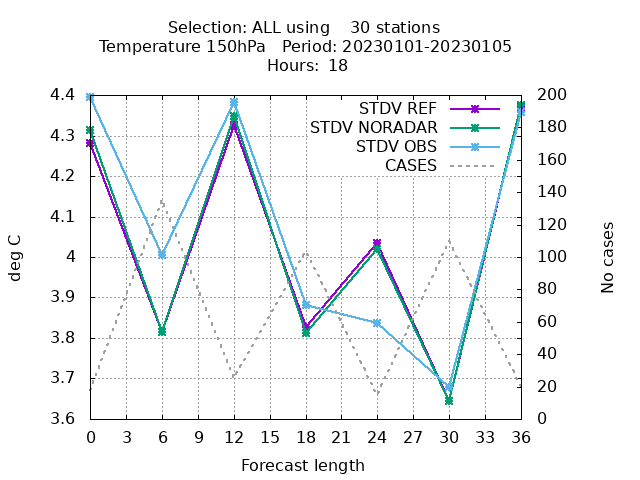 Selection: ALL using    30 stations
Temperature 150hPa   Period: 20230101-20230105
Hours: 18
STDV REF
STDV NORADAR
STDV OBS
CASES
4.4
4.3
4.2
4.1
4
3.9
3.8
3.7
3.6
deg C
200
180
160
140
120
100
80
60
40
20
0
No cases
0 3 6 9 12 15 18 21 24 27 30 33 36
Forecast length